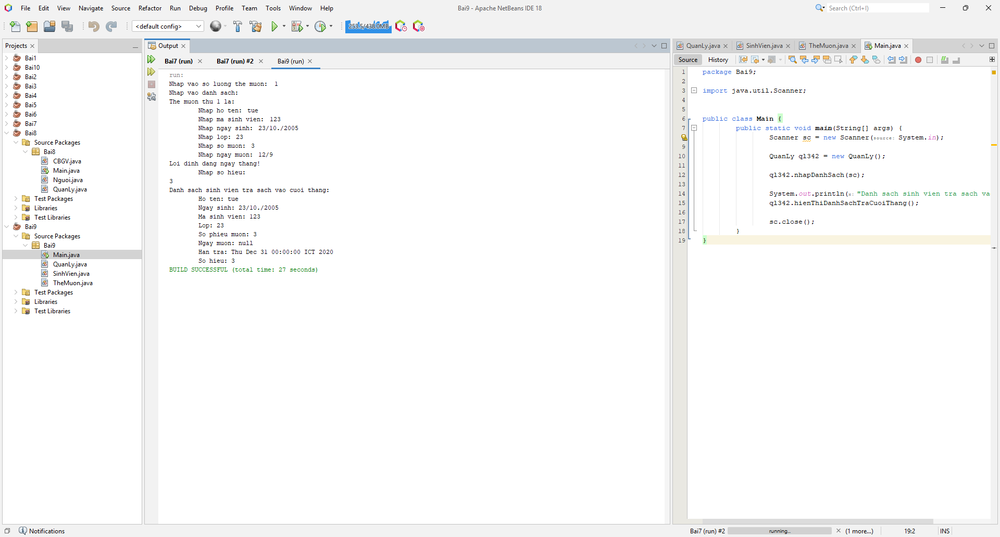 File Edit View Navigate Source Refactor Run Debug Profile Team Tools Window Help
Bai9 - Apache NetBeans IDE 18
Search (Ctrl+I)
<default config>
253.5/438.0MB
Projects
Bai1
Bai10
Bai2
Bai3
Bai4
Bai5
Bai6
Bai7
Bai8
Source Packages
Bai8
CBGV.java
Main.java
Nguoi.java
QuanLy.java
Test Packages
Libraries
Test Libraries
Bai9
Source Packages
Bai9
Main.java
QuanLy.java
SinhVien.java
TheMuon.java
Test Packages
Libraries
Test Libraries
Output
Bai7 (run) Bai7 (run) #2 Bai9 (run)
run:
Nhap vao so luong the muon: 1
Nhap vao danh sach:
The muon thu 1 la:
Nhap ho ten: tue
Nhap ma sinh vien: 123
Nhap ngay sinh: 23/10./2005
Nhap lop: 23
Nhap so muon: 3
Nhap ngay muon: 12/9
Loi dinh dang ngay thang!
Nhap so hieu:
3
Danh sach sinh vien tra sach vao cuoi thang:
Ho ten: tue
Ngay sinh: 23/10./2005
Ma sinh vien: 123
Lop: 23
So phieu muon: 3
Ngay muon: null
Han tra: Thu Dec 31 00:00:00 ICT 2020
So hieu: 3
BUILD SUCCESSFUL (total time: 27 seconds)
QuanLy.java SinhVien.java TheMuon.java Main.java
Source History
1 package Bai9;
2
3 import java.util.Scanner;
4
5
6 public class Main {
7 public static void main(String[] args) {
Scanner sc = new Scanner(source: System.in);
9
10 QuanLy ql342 = new QuanLy();
11
12 ql342.nhapDanhSach(sc);
13
14 System.out.println(x: "Danh sach sinh vien tra sach va
15 ql342.hienThiDanhSachTraCuoiThang();
16
17 sc.close();
18 }
19 }
Notifications
Bai7 (run) #2 running... (1 more...) 19:2 INS